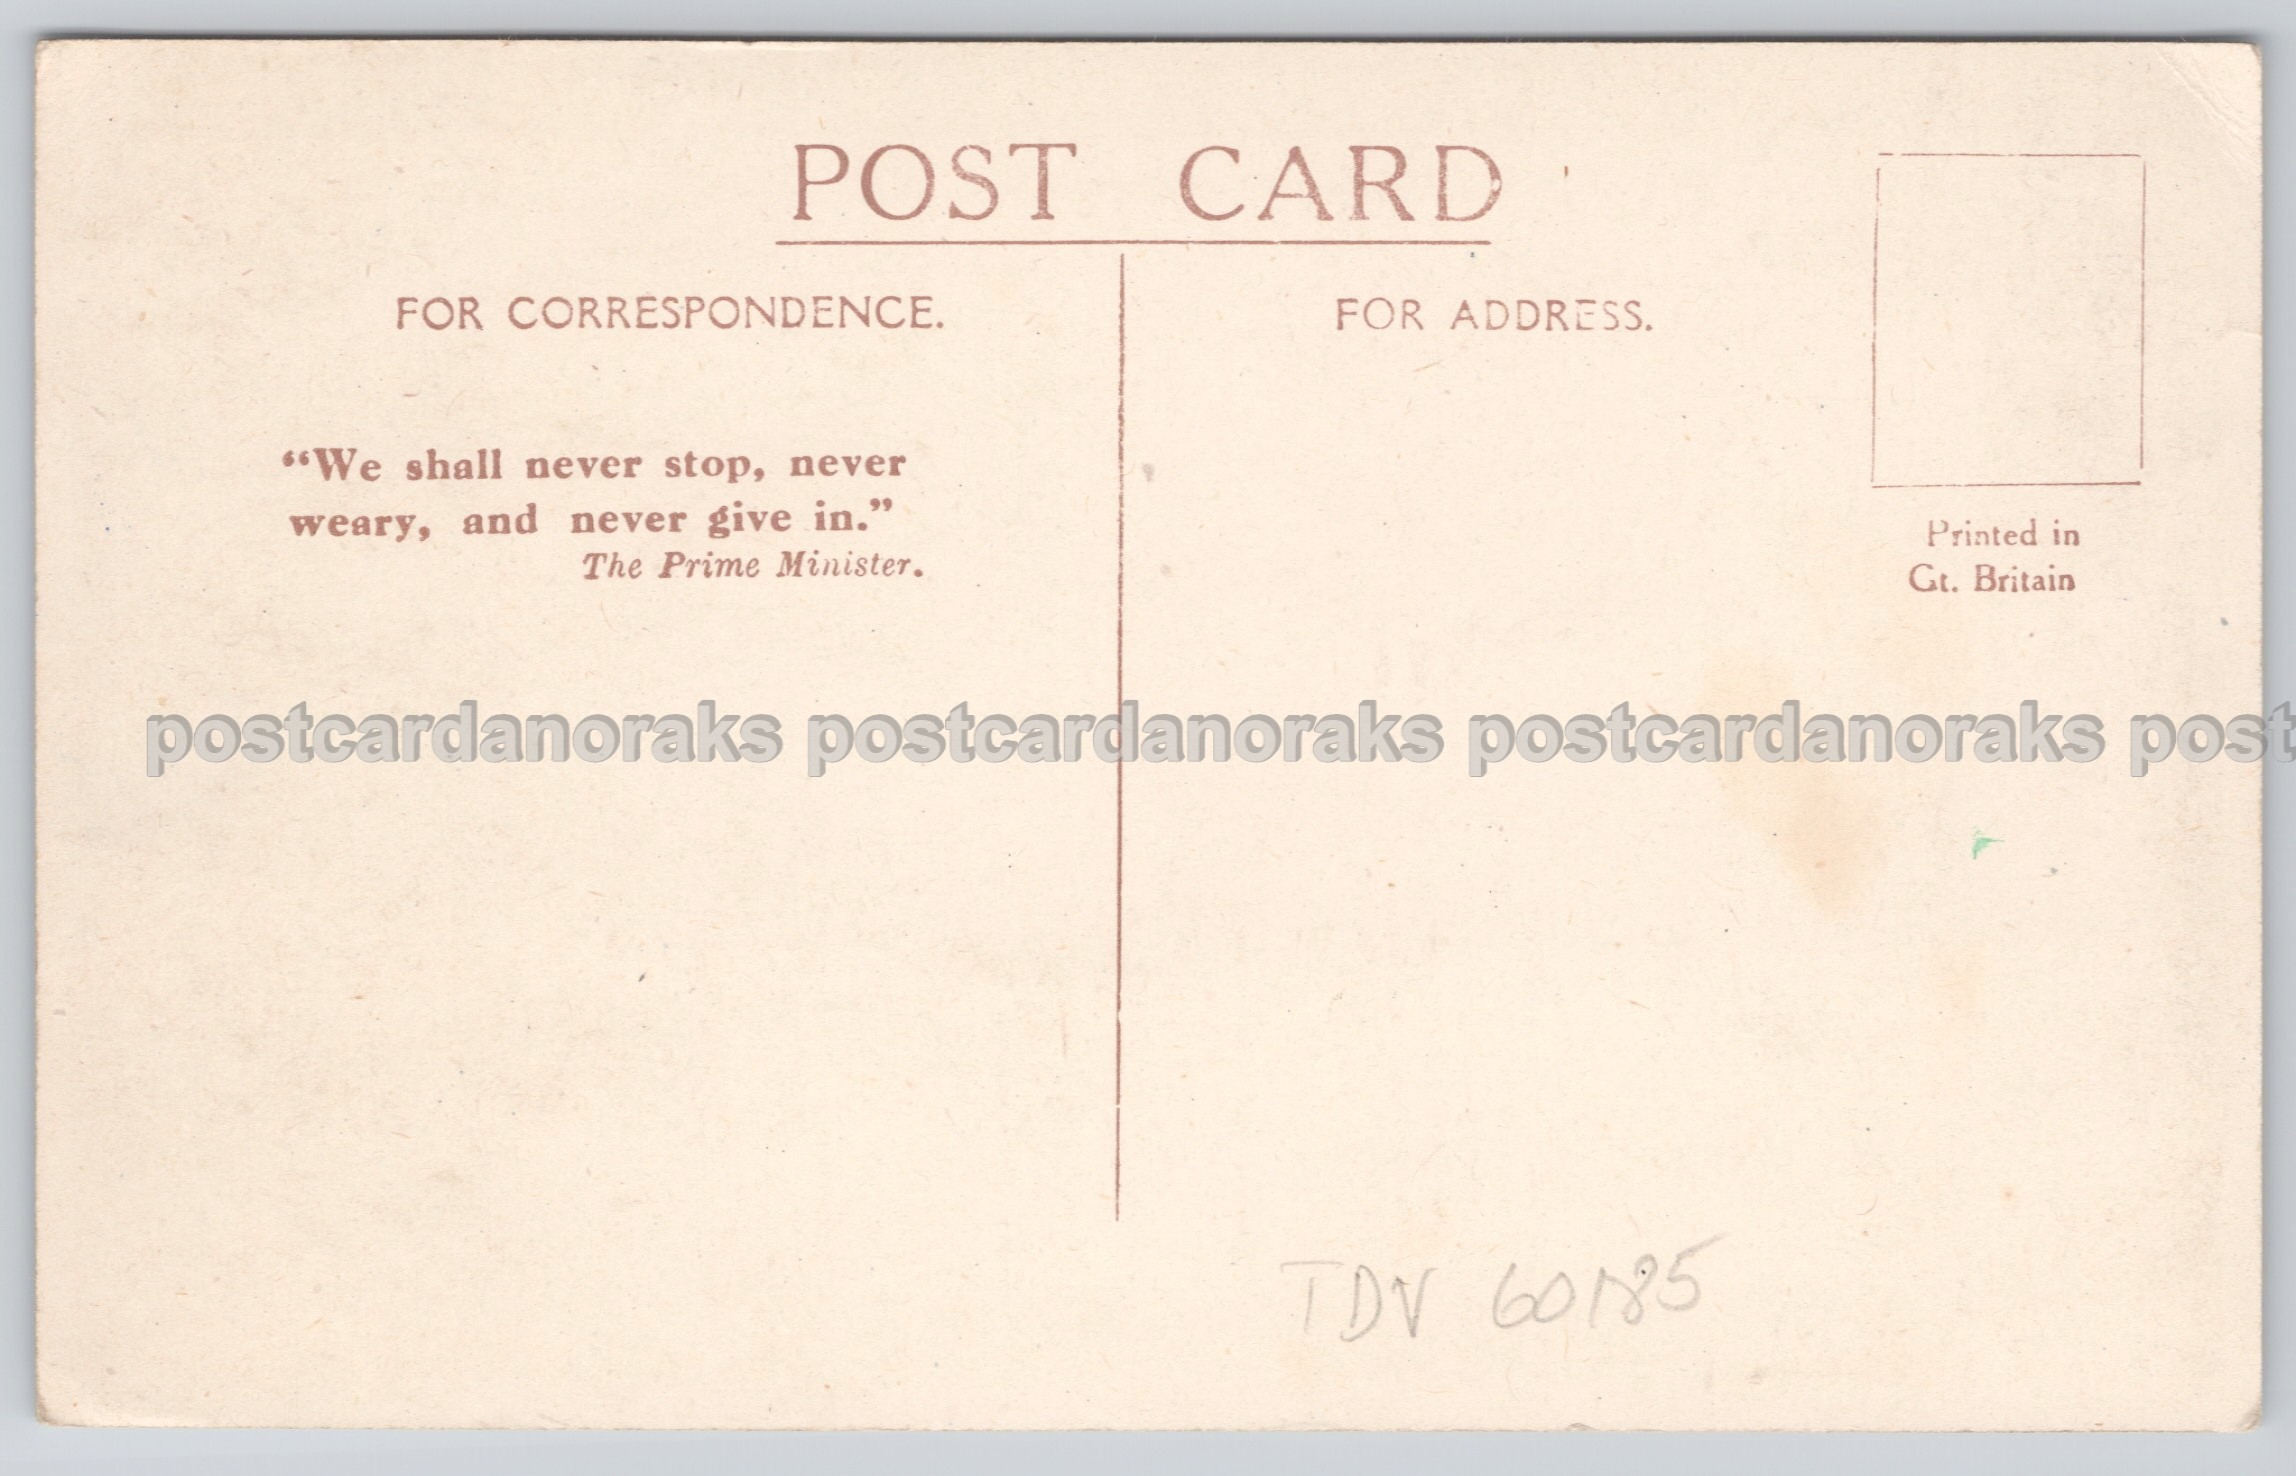 POST CARD
FOR CORRESPONDENCE.
FOR ADDRESS.
“We shall never stop, never
weary, and never give in.”
The Prime Minister.
Printed in
Gt. Britain
postcardanoraks postcardanoraks postcardanoraks post
TDV 60185